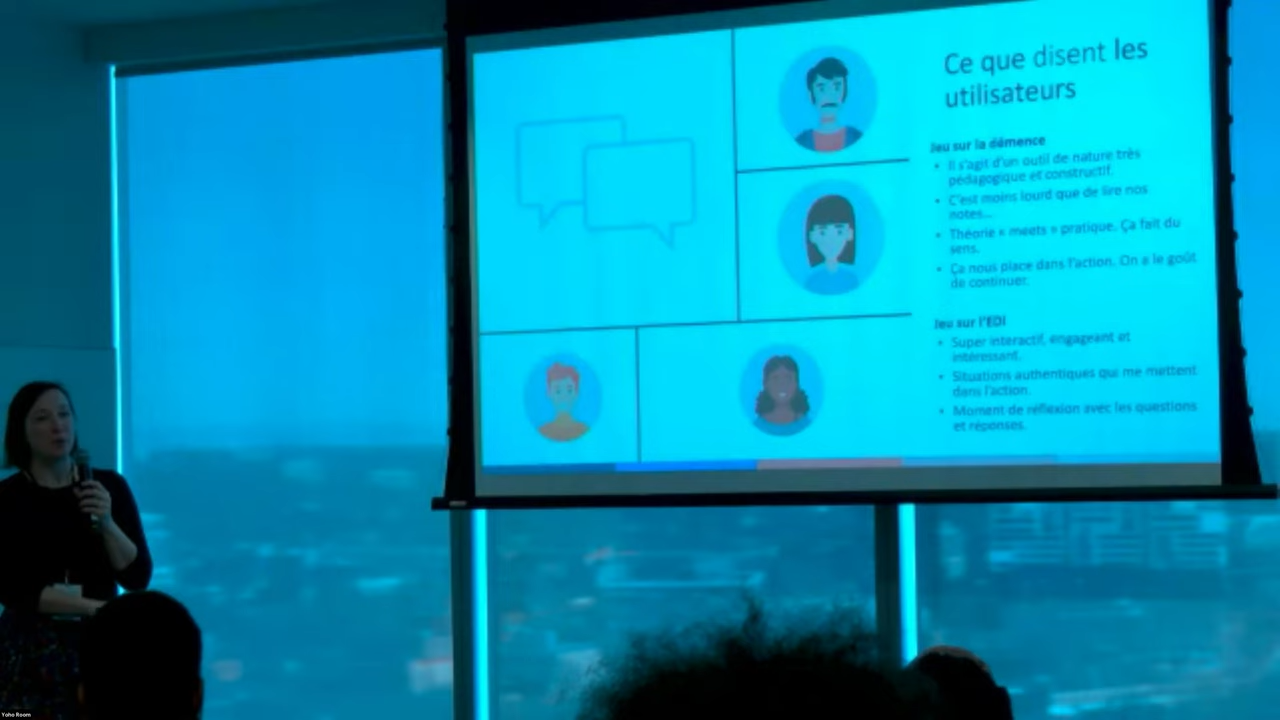 Ce que disent les
utilisateurs
Jeu sur la démence
• Il s'agit d'un outil de nature très
pédagogique et constructif.
• C'est moins lourd que de lire nos
notes...
• Théorie « meets » pratique. Ça fait du
sens.
• Ça nous place dans l'action. On a le goût
de continuer.
Jeu sur l'EDI
• Super interactif, engageant et
intéressant.
• Situations authentiques qui me mettent
dans l'action.
• Moment de réflexion avec les questions
et réponses.
Yoho Room